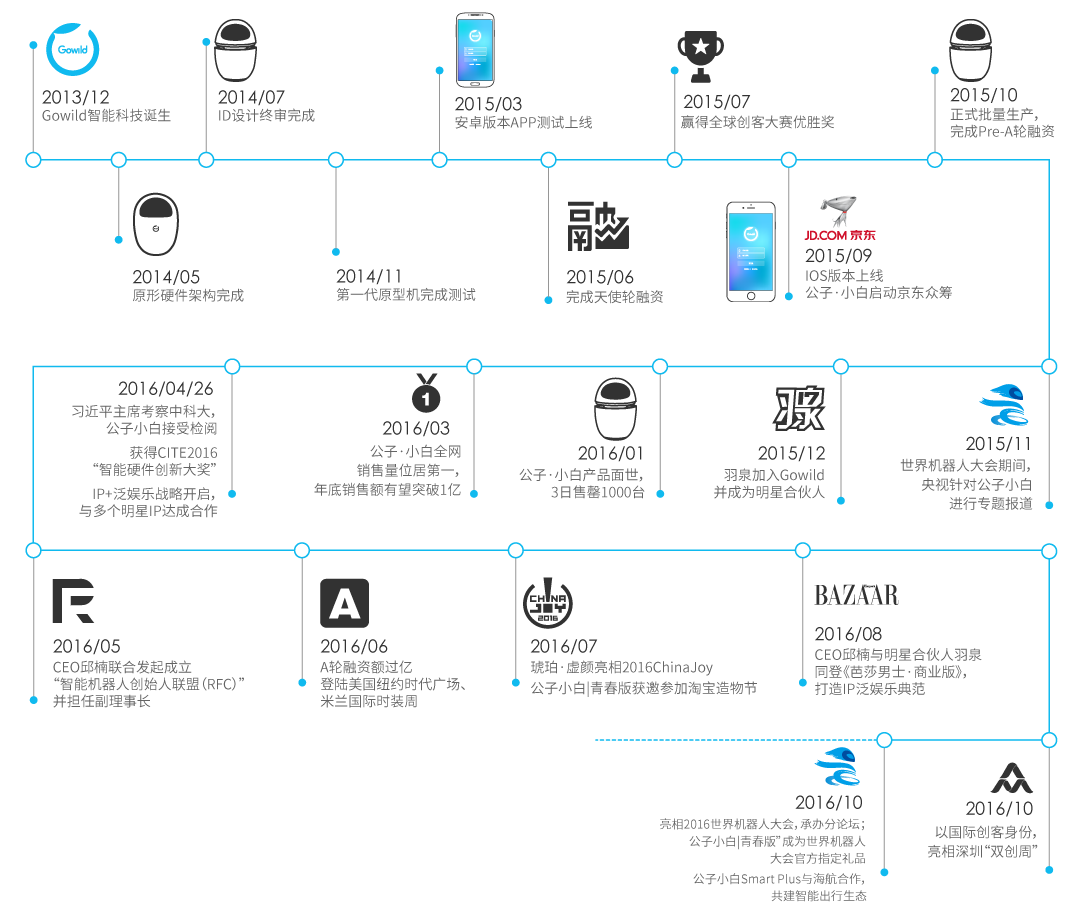 Gowild
2013/12
Gowild智能科技诞生
2014/07
ID设计终审完成
2015/03
安卓版本APP测试上线
2015/07
赢得全球创客大赛优胜奖
2015/10
正式批量生产，
完成Pre-A轮融资
2014/05
原形硬件架构完成
2014/11
第一代原型机完成测试
融
2015/06
完成天使轮融资
JD.COM 京东
2015/09
IOS版本上线
公子·小白启动京东众筹
2016/04/26
习近平主席考察中科大，
公子小白接受检阅
获得CITE2016
“智能硬件创新大奖”
IP+泛娱乐战略开启，
与多个明星IP达成合作
1
2016/03
公子·小白全网
销售量位居第一，
年底销售额有望突破1亿
2016/01
公子·小白产品面世，
3日售罄1000台
2015/12
羽泉加入Gowild
并成为明星合伙人
2015/11
世界机器人大会期间，
央视针对公子小白
进行专题报道
R
2016/05
CEO邱楠联合发起成立
“智能机器人创始人联盟（RFC）”
并担任副理事长
A
2016/06
A轮融资额过亿
登陆美国纽约时代广场、
米兰国际时装周
CHINA
JOY
2016
2016/07
琥珀·虚颜亮相2016ChinaJoy
公子小白|青春版获邀参加淘宝造物节
BAZAAR
2016/08
CEO邱楠与明星合伙人羽泉
同登《芭莎男士·商业版》，
打造IP泛娱乐典范
2016/10
亮相2016世界机器人大会，承办分论坛；
公子小白|青春版”成为世界机器人
大会官方指定礼品
公子小白Smart Plus与海航合作，
共建智能出行生态
2016/10
以国际创客身份，
亮相深圳“双创周”